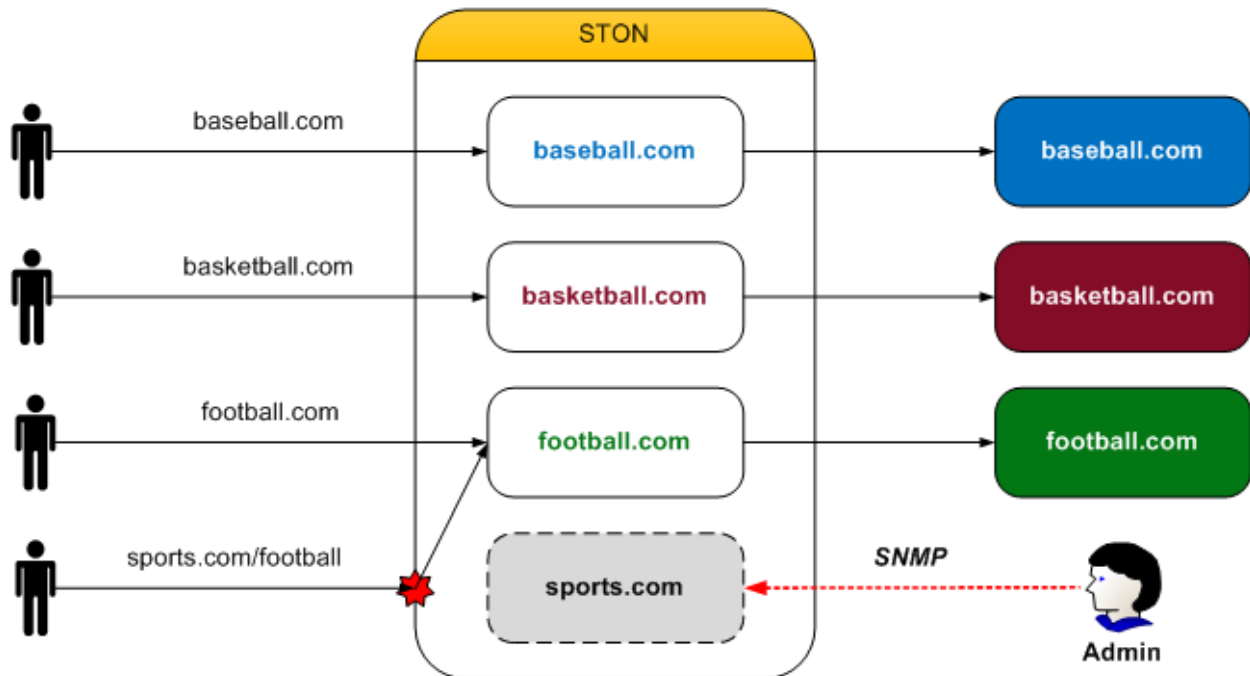 STON
baseball.com
baseball.com
baseball.com
basketball.com
basketball.com
basketball.com
football.com
football.com
football.com
sports.com/football
sports.com
SNMP
Admin